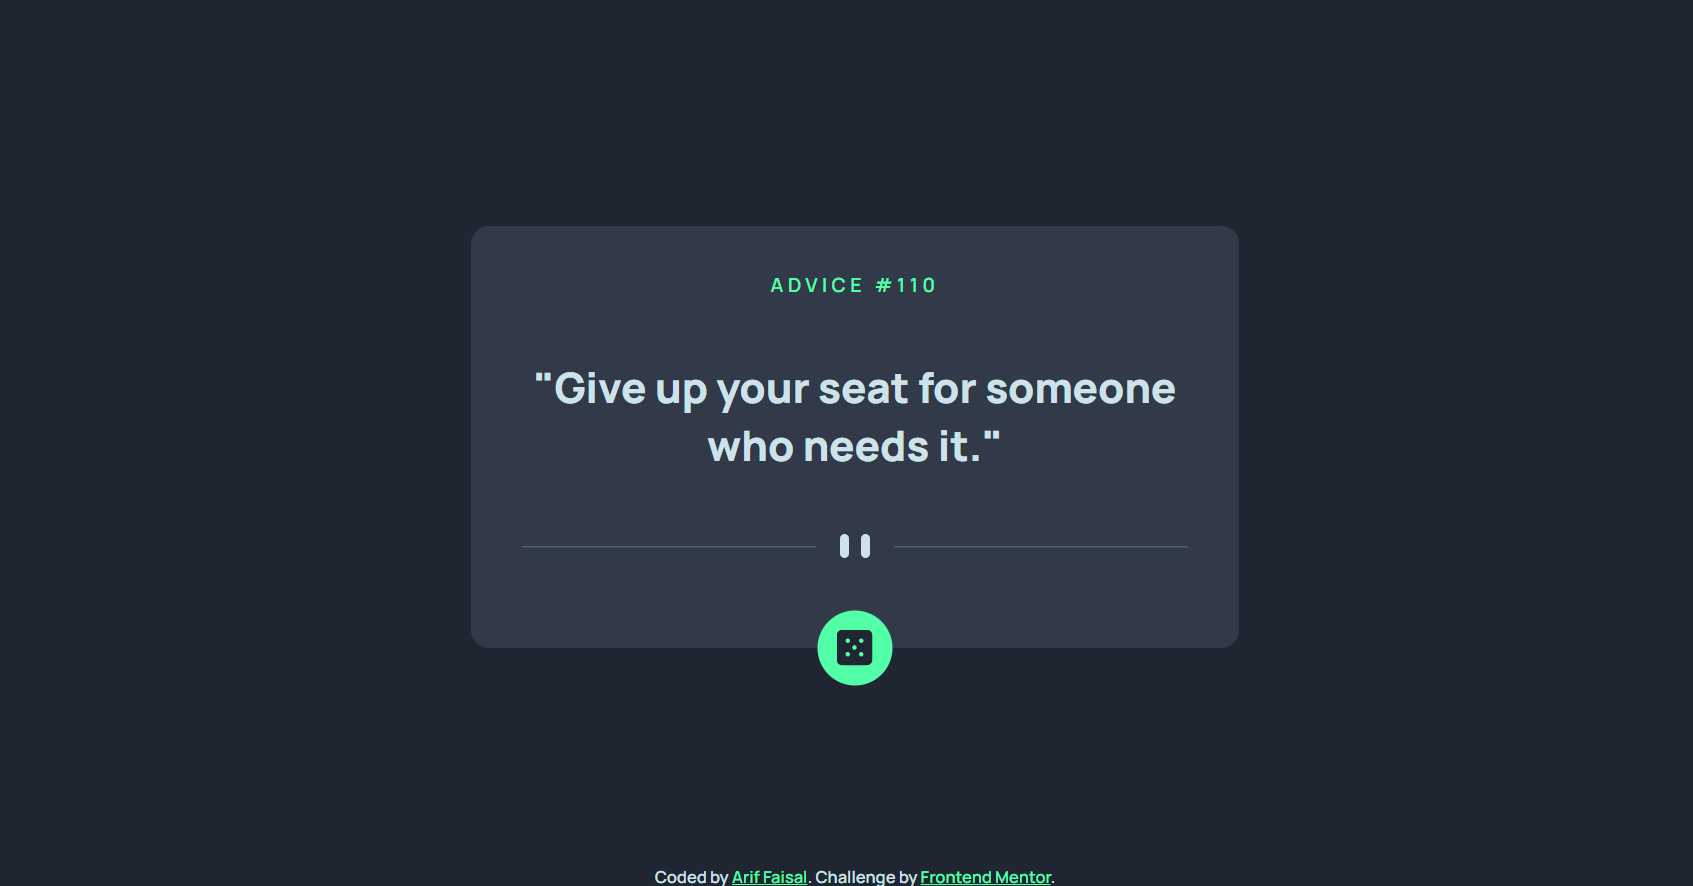 ADVICE #110
"Give up your seat for someone
who needs it."
Coded by Arif Faisal. Challenge by Frontend Mentor.